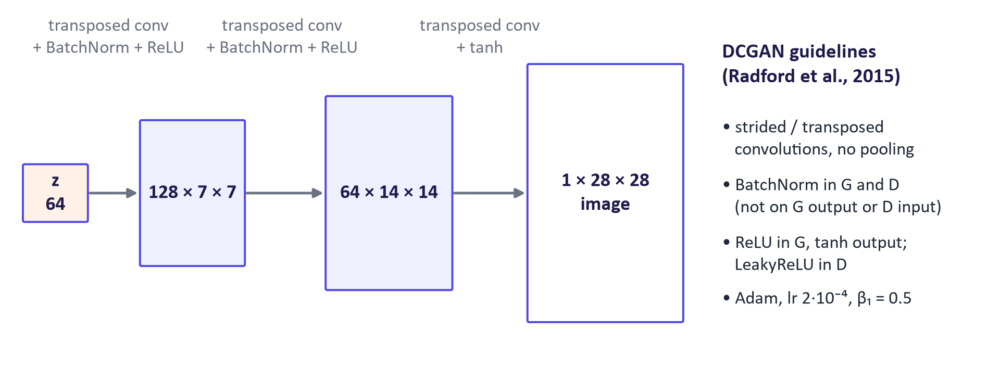 transposed conv
+ BatchNorm + ReLU
transposed conv
+ BatchNorm + ReLU
transposed conv
+ tanh
z
64
128 × 7 × 7
64 × 14 × 14
1 × 28 × 28
image
DCGAN guidelines
(Radford et al., 2015)
• strided / transposed
convolutions, no pooling
• BatchNorm in G and D
(not on G output or D input)
• ReLU in G, tanh output;
LeakyReLU in D
• Adam, lr 2·10⁻⁴, β₁ = 0.5